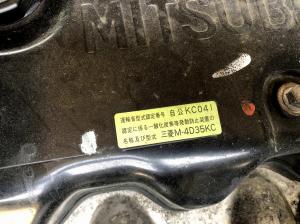 MITSUBI
運輸省型式認定番号 自公KC041
認定に係る一酸化炭素等発散防止装置の
名称及び型式 三菱M-4D35KC